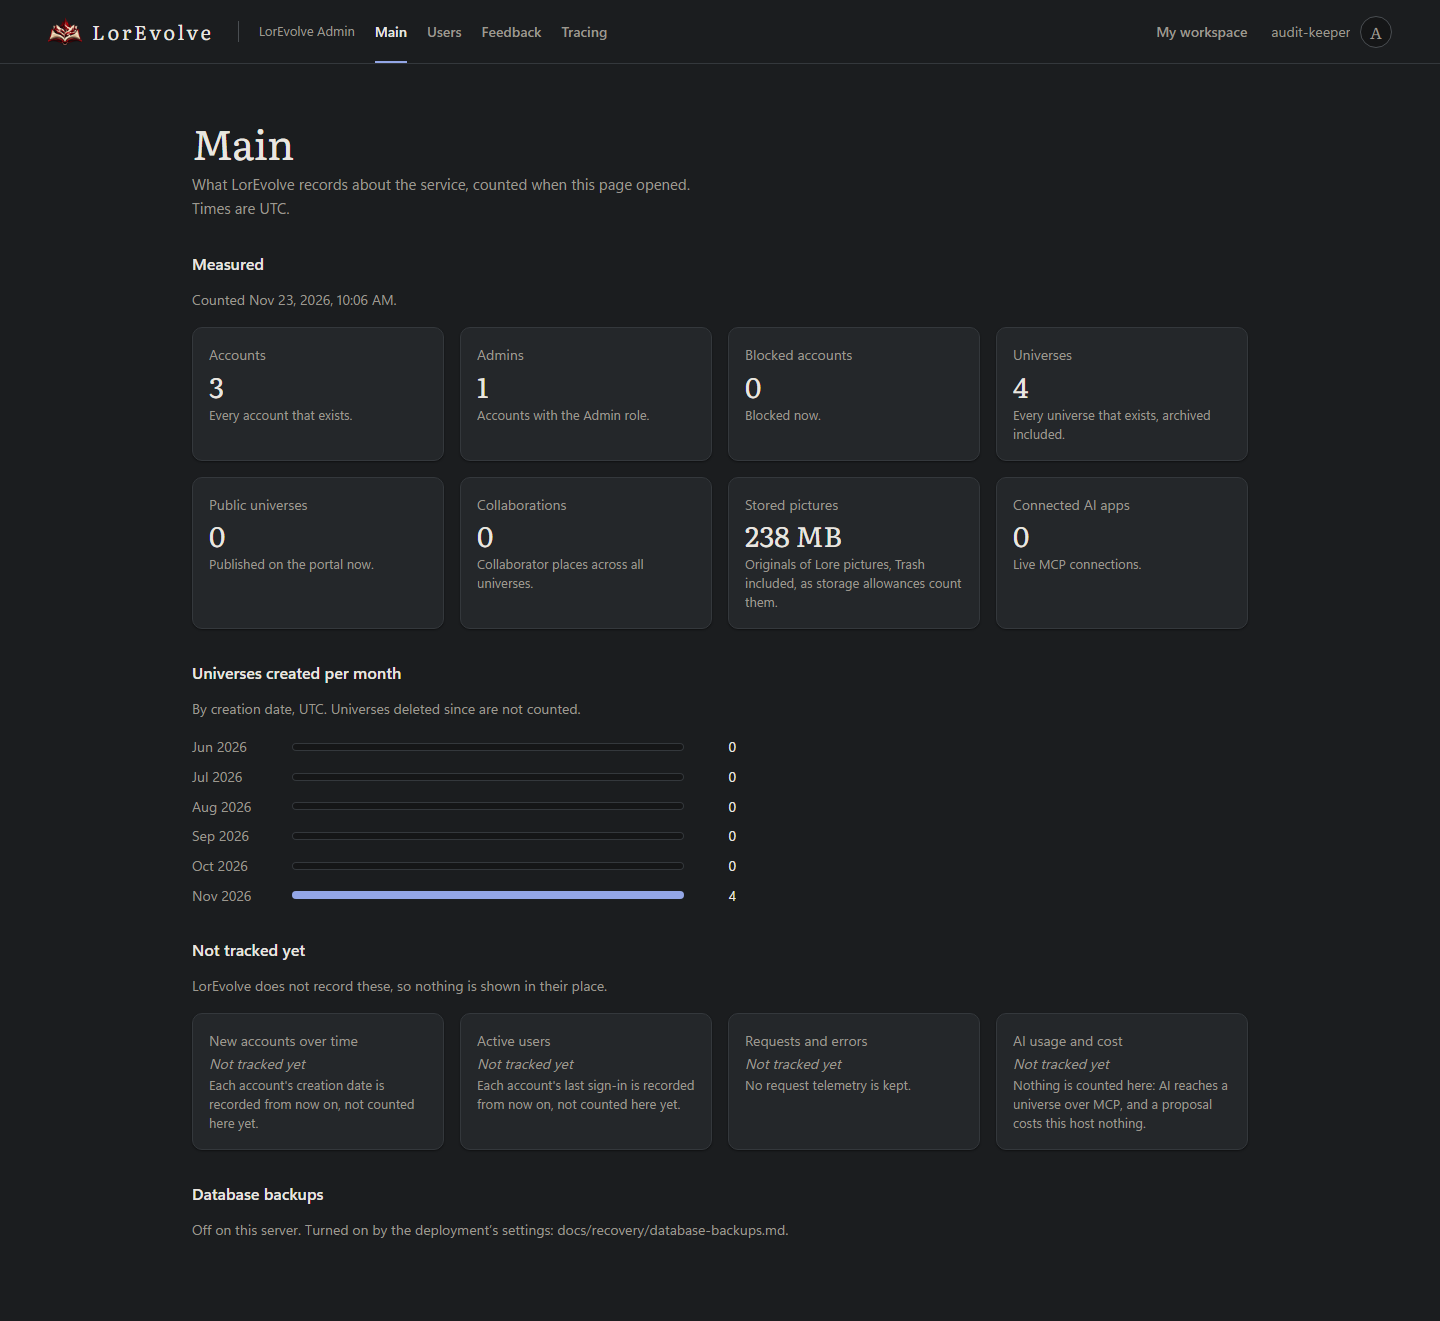 LorEvolve
LorEvolve Admin
Main
Users
Feedback
Tracing
My workspace
audit-keeper
A
Main
What LorEvolve records about the service, counted when this page opened.
Times are UTC.
Measured
Counted Nov 23, 2026, 10:06 AM.
Accounts
3
Every account that exists.
Admins
1
Accounts with the Admin role.
Blocked accounts
0
Blocked now.
Universes
4
Every universe that exists, archived
included.
Public universes
0
Published on the portal now.
Collaborations
0
Collaborator places across all
universes.
Stored pictures
238 MB
Originals of Lore pictures, Trash
included, as storage allowances count
them.
Connected AI apps
0
Live MCP connections.
Universes created per month
By creation date, UTC. Universes deleted since are not counted.
Jun 2026 0
Jul 2026 0
Aug 2026 0
Sep 2026 0
Oct 2026 0
Nov 2026 4
Not tracked yet
LorEvolve does not record these, so nothing is shown in their place.
New accounts over time
Not tracked yet
Each account's creation date is
recorded from now on, not counted
here yet.
Active users
Not tracked yet
Each account's last sign-in is recorded
from now on, not counted here yet.
Requests and errors
Not tracked yet
No request telemetry is kept.
AI usage and cost
Not tracked yet
Nothing is counted here: AI reaches a
universe over MCP, and a proposal
costs this host nothing.
Database backups
Off on this server. Turned on by the deployment's settings: docs/recovery/database-backups.md.